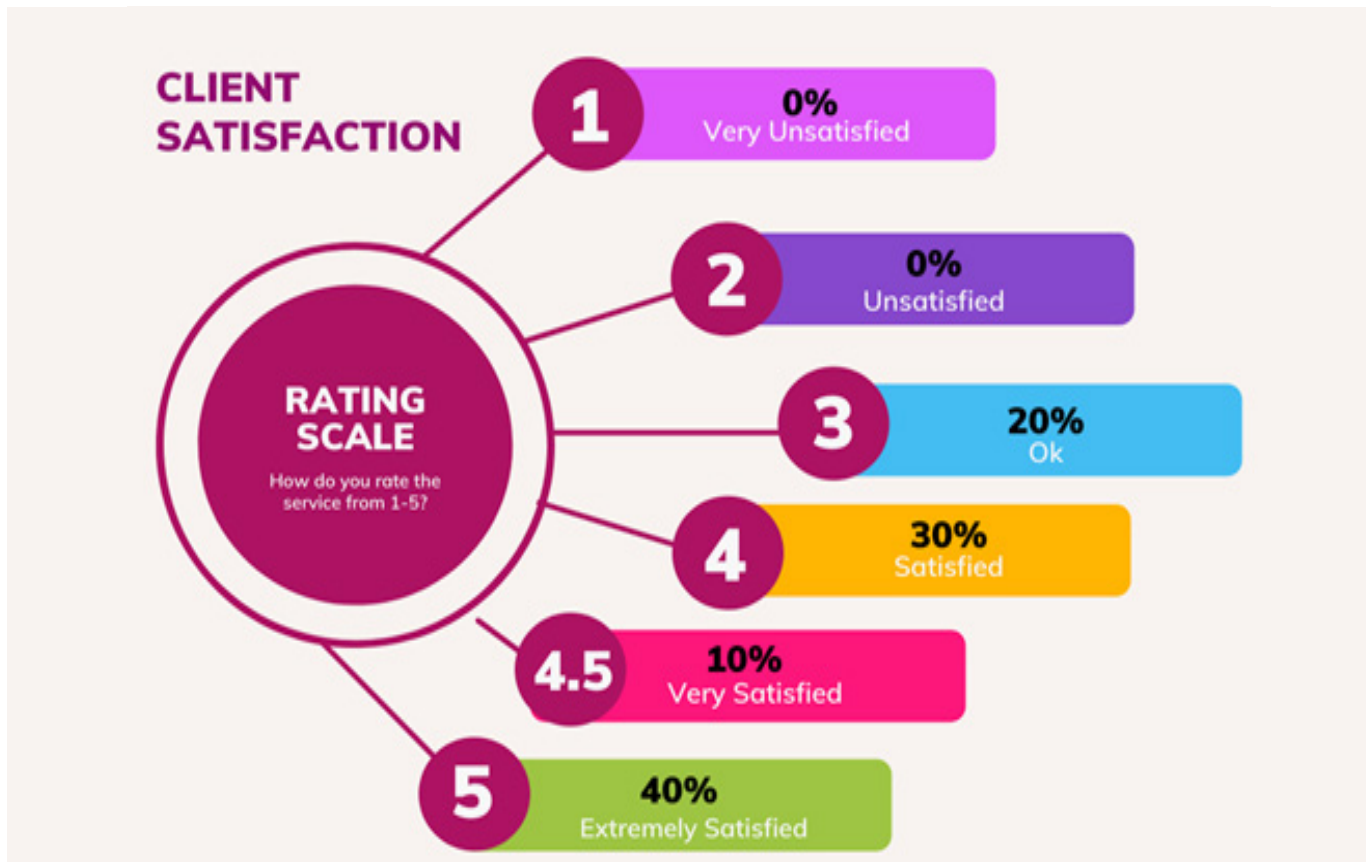 CLIENT
SATISFACTION
1
0%
Very Unsatisfied
2
0%
Unsatisfied
RATING
SCALE
How do you rate the
service from 1-5?
3
20%
Ok
4
30%
Satisfied
4.5
10%
Very Satisfied
5
40%
Extremely Satisfied